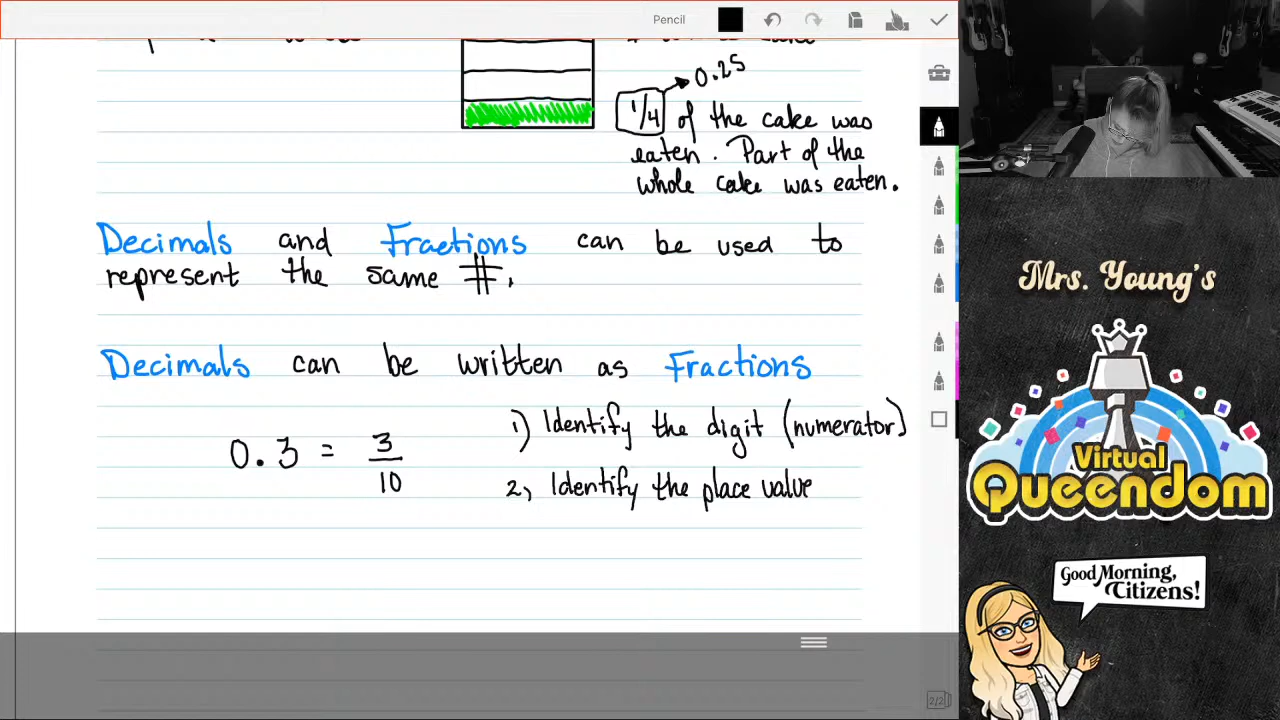 Pencil
0.25
1/4 of the cake was
eaten. Part of the
whole cake was eaten.
Decimals and Fractions can be used to
represent the same #.
Decimals can be written as Fractions
1) Identify the digit (numerator)
0.3 = 3/10
2) Identify the place value
2/2
Mrs. Young's
Virtual
Queendom
Good Morning,
Citizens!